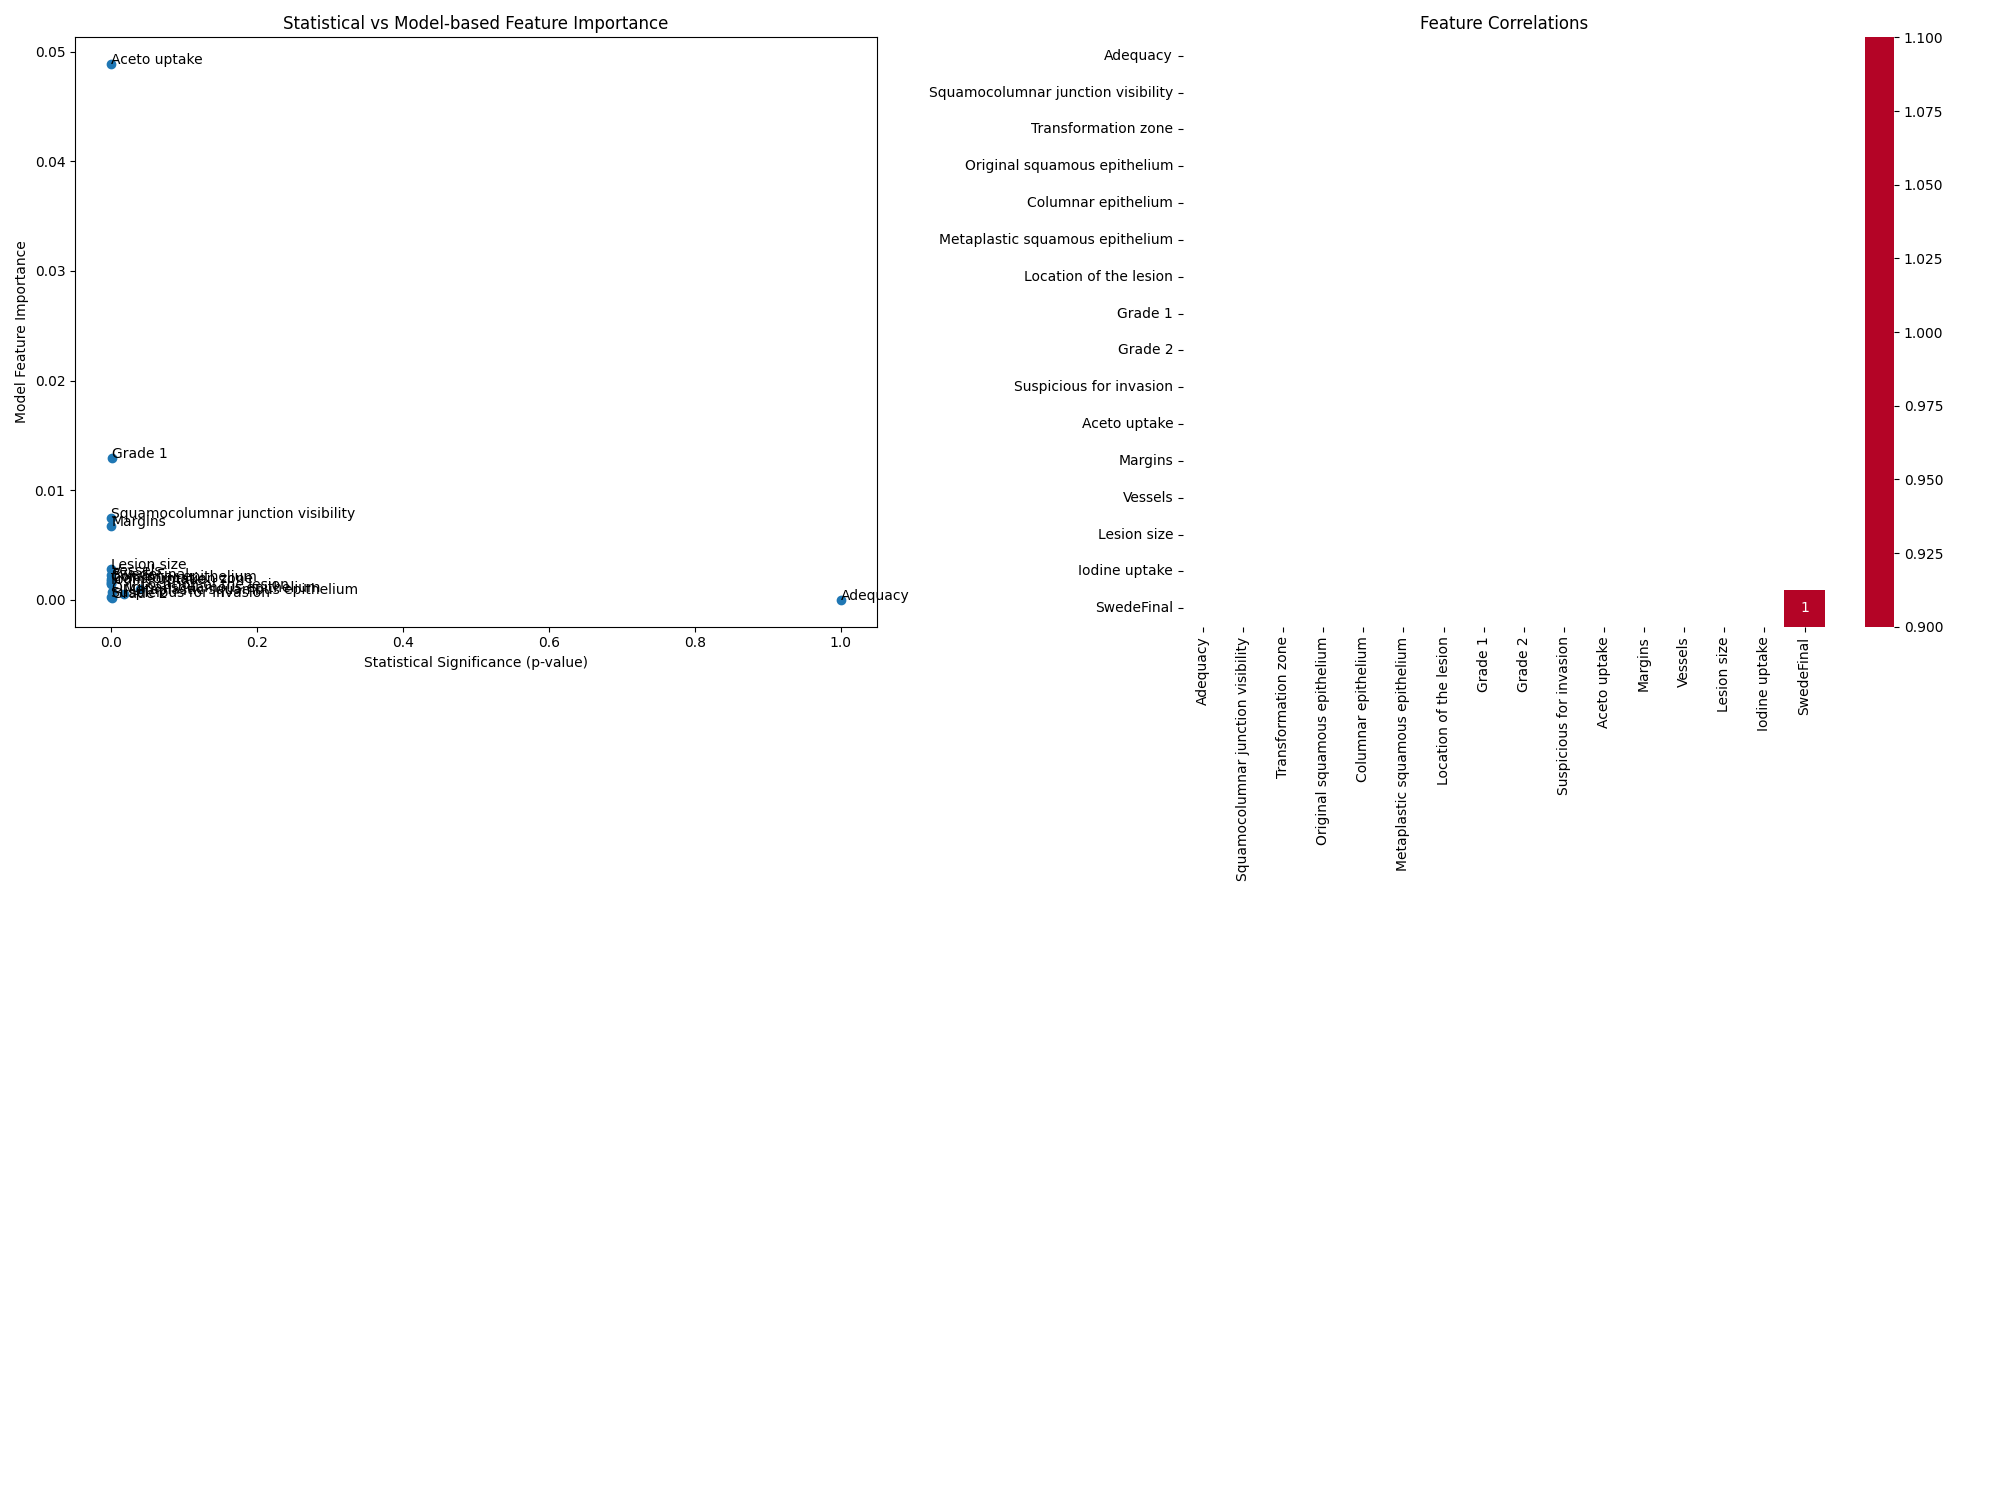 Statistical vs Model-based Feature Importance
Model Feature Importance
0.05
0.04
0.03
0.02
0.01
0.00
Aceto uptake
Grade 1
Squamocolumnar junction visibility
Margins
Lesion size
Vessels
Adequacy
0.0 0.2 0.4 0.6 0.8 1.0
Statistical Significance (p-value)
Feature Correlations
Adequacy
Squamocolumnar junction visibility
Transformation zone
Original squamous epithelium
Columnar epithelium
Metaplastic squamous epithelium
Location of the lesion
Grade 1
Grade 2
Suspicious for invasion
Aceto uptake
Margins
Vessels
Lesion size
Iodine uptake
SwedeFinal
1
Adequacy
Squamocolumnar junction visibility
Transformation zone
Original squamous epithelium
Columnar epithelium
Metaplastic squamous epithelium
Location of the lesion
Grade 1
Grade 2
Suspicious for invasion
Aceto uptake
Margins
Vessels
Lesion size
Iodine uptake
SwedeFinal
1.100
1.075
1.050
1.025
1.000
0.975
0.950
0.925
0.900